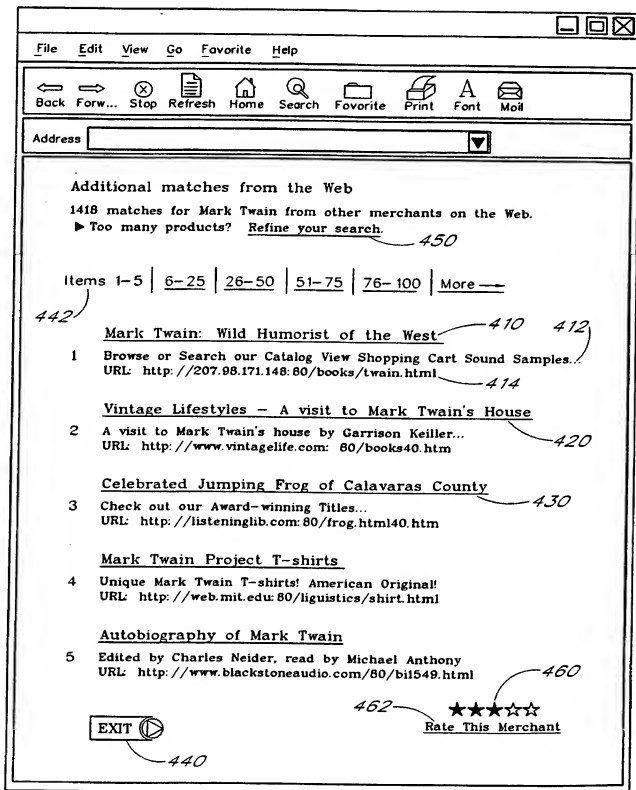 File Edit View Go Favorite Help
Back Forw... Stop Refresh Home Search Fovorite Print Font Mail
Address
Additional matches from the Web
1418 matches for Mark Twain from other merchants on the Web.
▶ Too many products? Refine your search.
450
Items 1-5 | 6-25 | 26-50 | 51-75 | 76-100 | More
442
Mark Twain: Wild Humorist of the West 410 412
1 Browse or Search our Catalog View Shopping Cart Sound Samples...
URL: http://207.98.171.148:80/books/twain.html 414
Vintage Lifestyles - A visit to Mark Twain's House
420
2 A visit to Mark Twain's house by Garrison Keiller...
URL: http://www.vintagelife.com: 80/books40.htm
Celebrated Jumping Frog of Calavaras County
430
3 Check out our Award-winning Titles...
URL: http://listeninglib.com:80/frog.html40.htm
Mark Twain Project T-shirts
4 Unique Mark Twain T-shirts! American Original!
URL: http://web.mit.edu:80/liguistics/shirt.html
Autobiography of Mark Twain
5 Edited by Charles Neider, read by Michael Anthony
URL: http://www.blackstoneaudio.com/80/bil549.html
460
462 ★★★☆☆
Rate This Merchant
EXIT
440